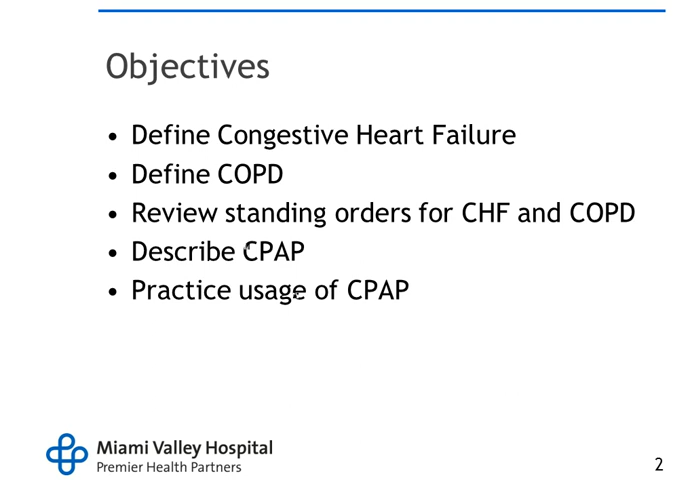 Objectives
• Define Congestive Heart Failure
• Define COPD
• Review standing orders for CHF and COPD
• Describe CPAP
• Practice usage of CPAP
Miami Valley Hospital
Premier Health Partners
2